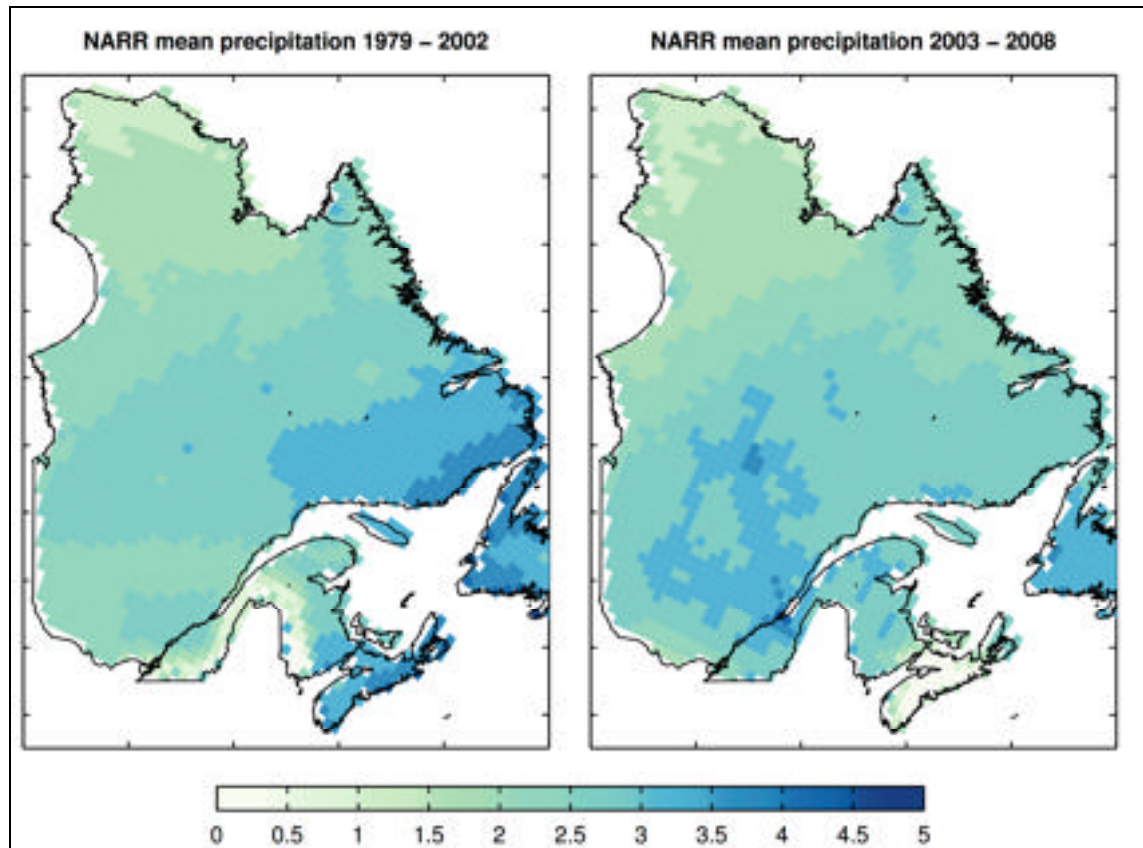 NARR mean precipitation 1979 – 2002
NARR mean precipitation 2003 – 2008
0 0.5 1 1.5 2 2.5 3 3.5 4 4.5 5